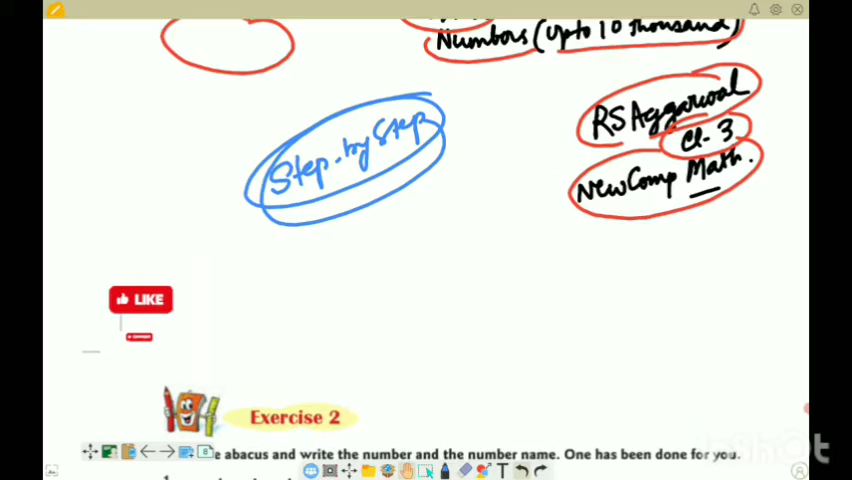 Numbers (upto 10 thousand)
RS Aggarwal
Cl-3
New Comp Math.
Step-by Step
LIKE
Exercise 2
e abacus and write the number and the number name. One has been done for you.
8
T